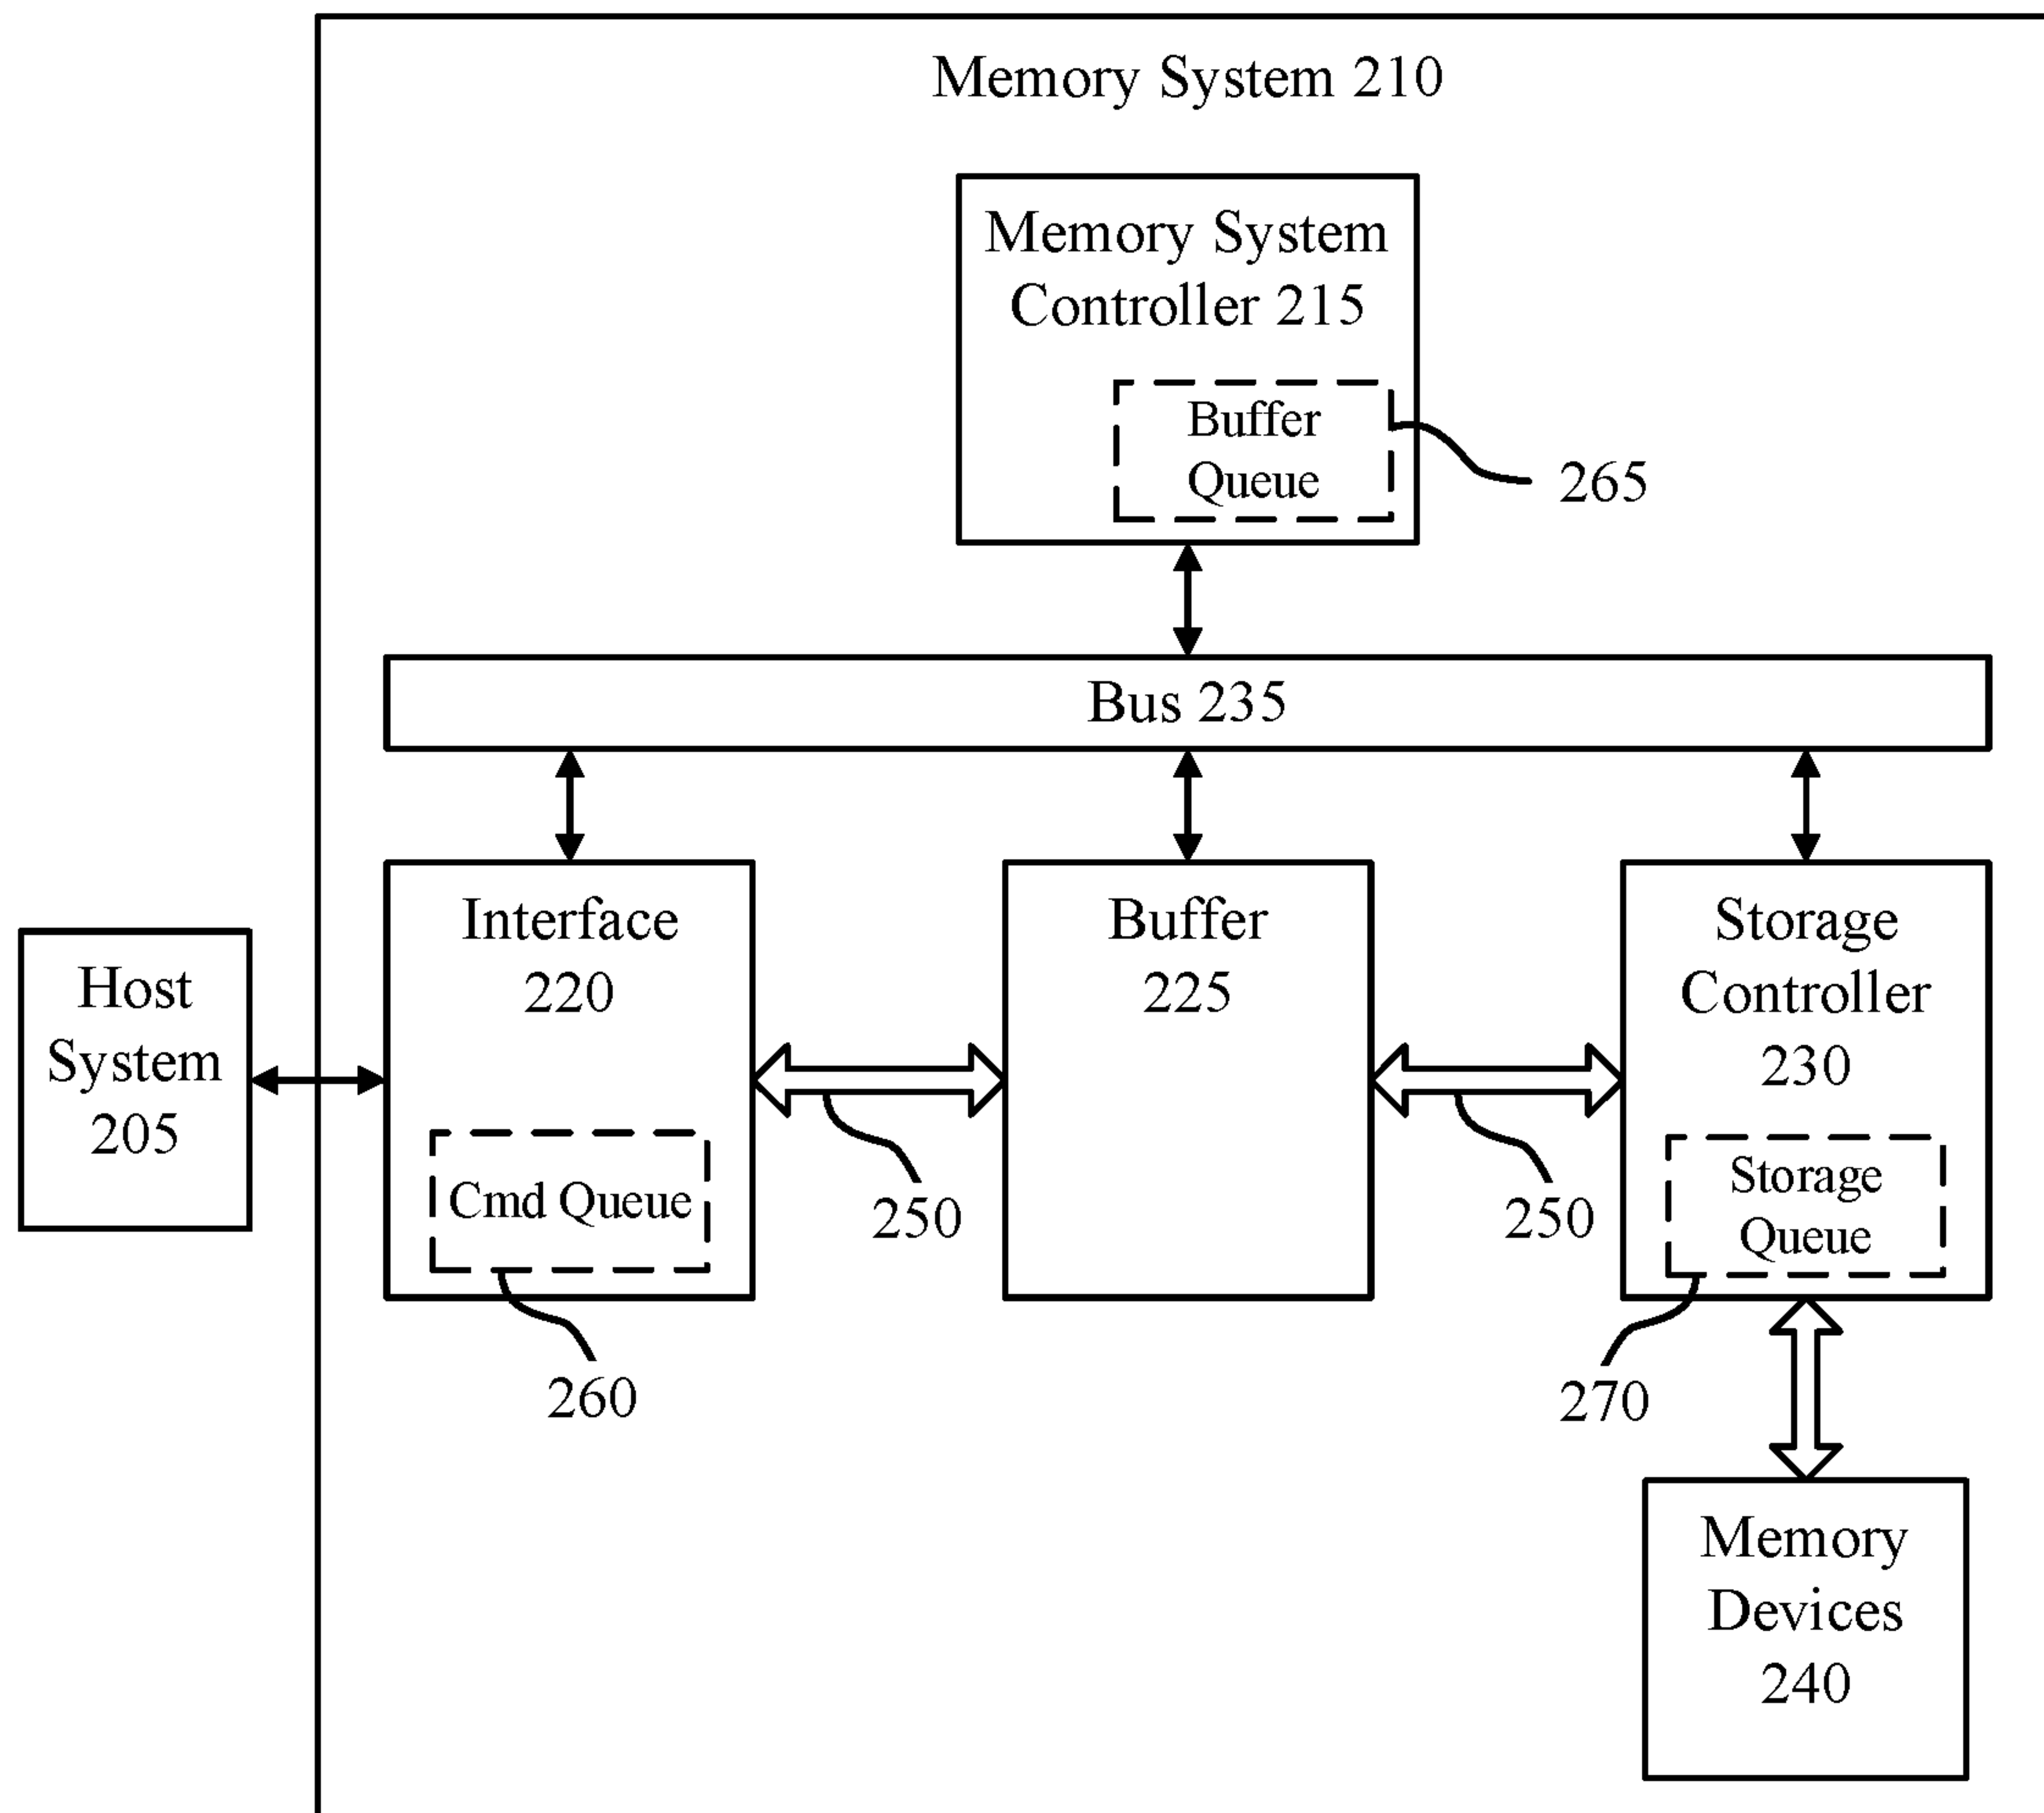 Memory System 210
Memory System
Controller 215
Buffer
Queue
265
Bus 235
Host
System
205
Interface
220
Cmd Queue
260
250
Buffer
225
250
Storage
Controller
230
Storage
Queue
270
Memory
Devices
240